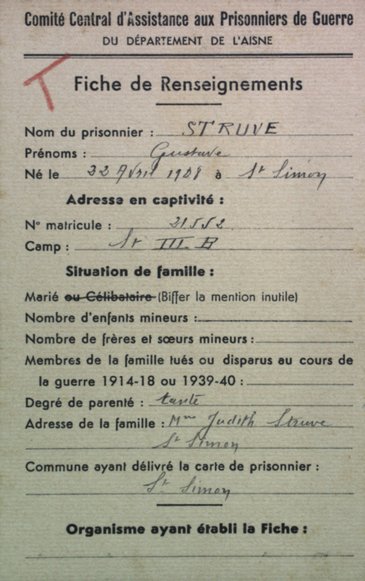 Comité Central d'Assistance aux Prisonniers de Guerre
DU DÉPARTEMENT DE L'AISNE
T
Fiche de Renseignements
Nom du prisonnier : STRUVE
Prénoms : Gustave
Né le 22 Avril 1908 à St Simon
Adresse en captivité :
No matricule : 21552
Camp : St III B
Situation de famille :
Marié ou Célibataire (Biffer la mention inutile)
Nombre d'enfants mineurs :
Nombre de frères et sœurs mineurs :
Membres de la famille tués ou disparus au cours de
la guerre 1914-18 ou 1939-40 :
Degré de parenté : tante
Adresse de la famille : Mme Judith Struve
St Simon
Commune ayant délivré la carte de prisonnier :
St Simon
Organisme ayant établi la Fiche :